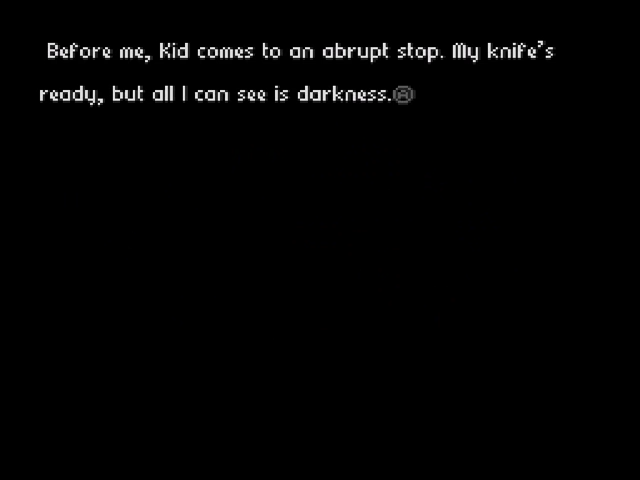 Before me, Kid comes to an abrupt stop. My knife's
ready, but all I can see is darkness.